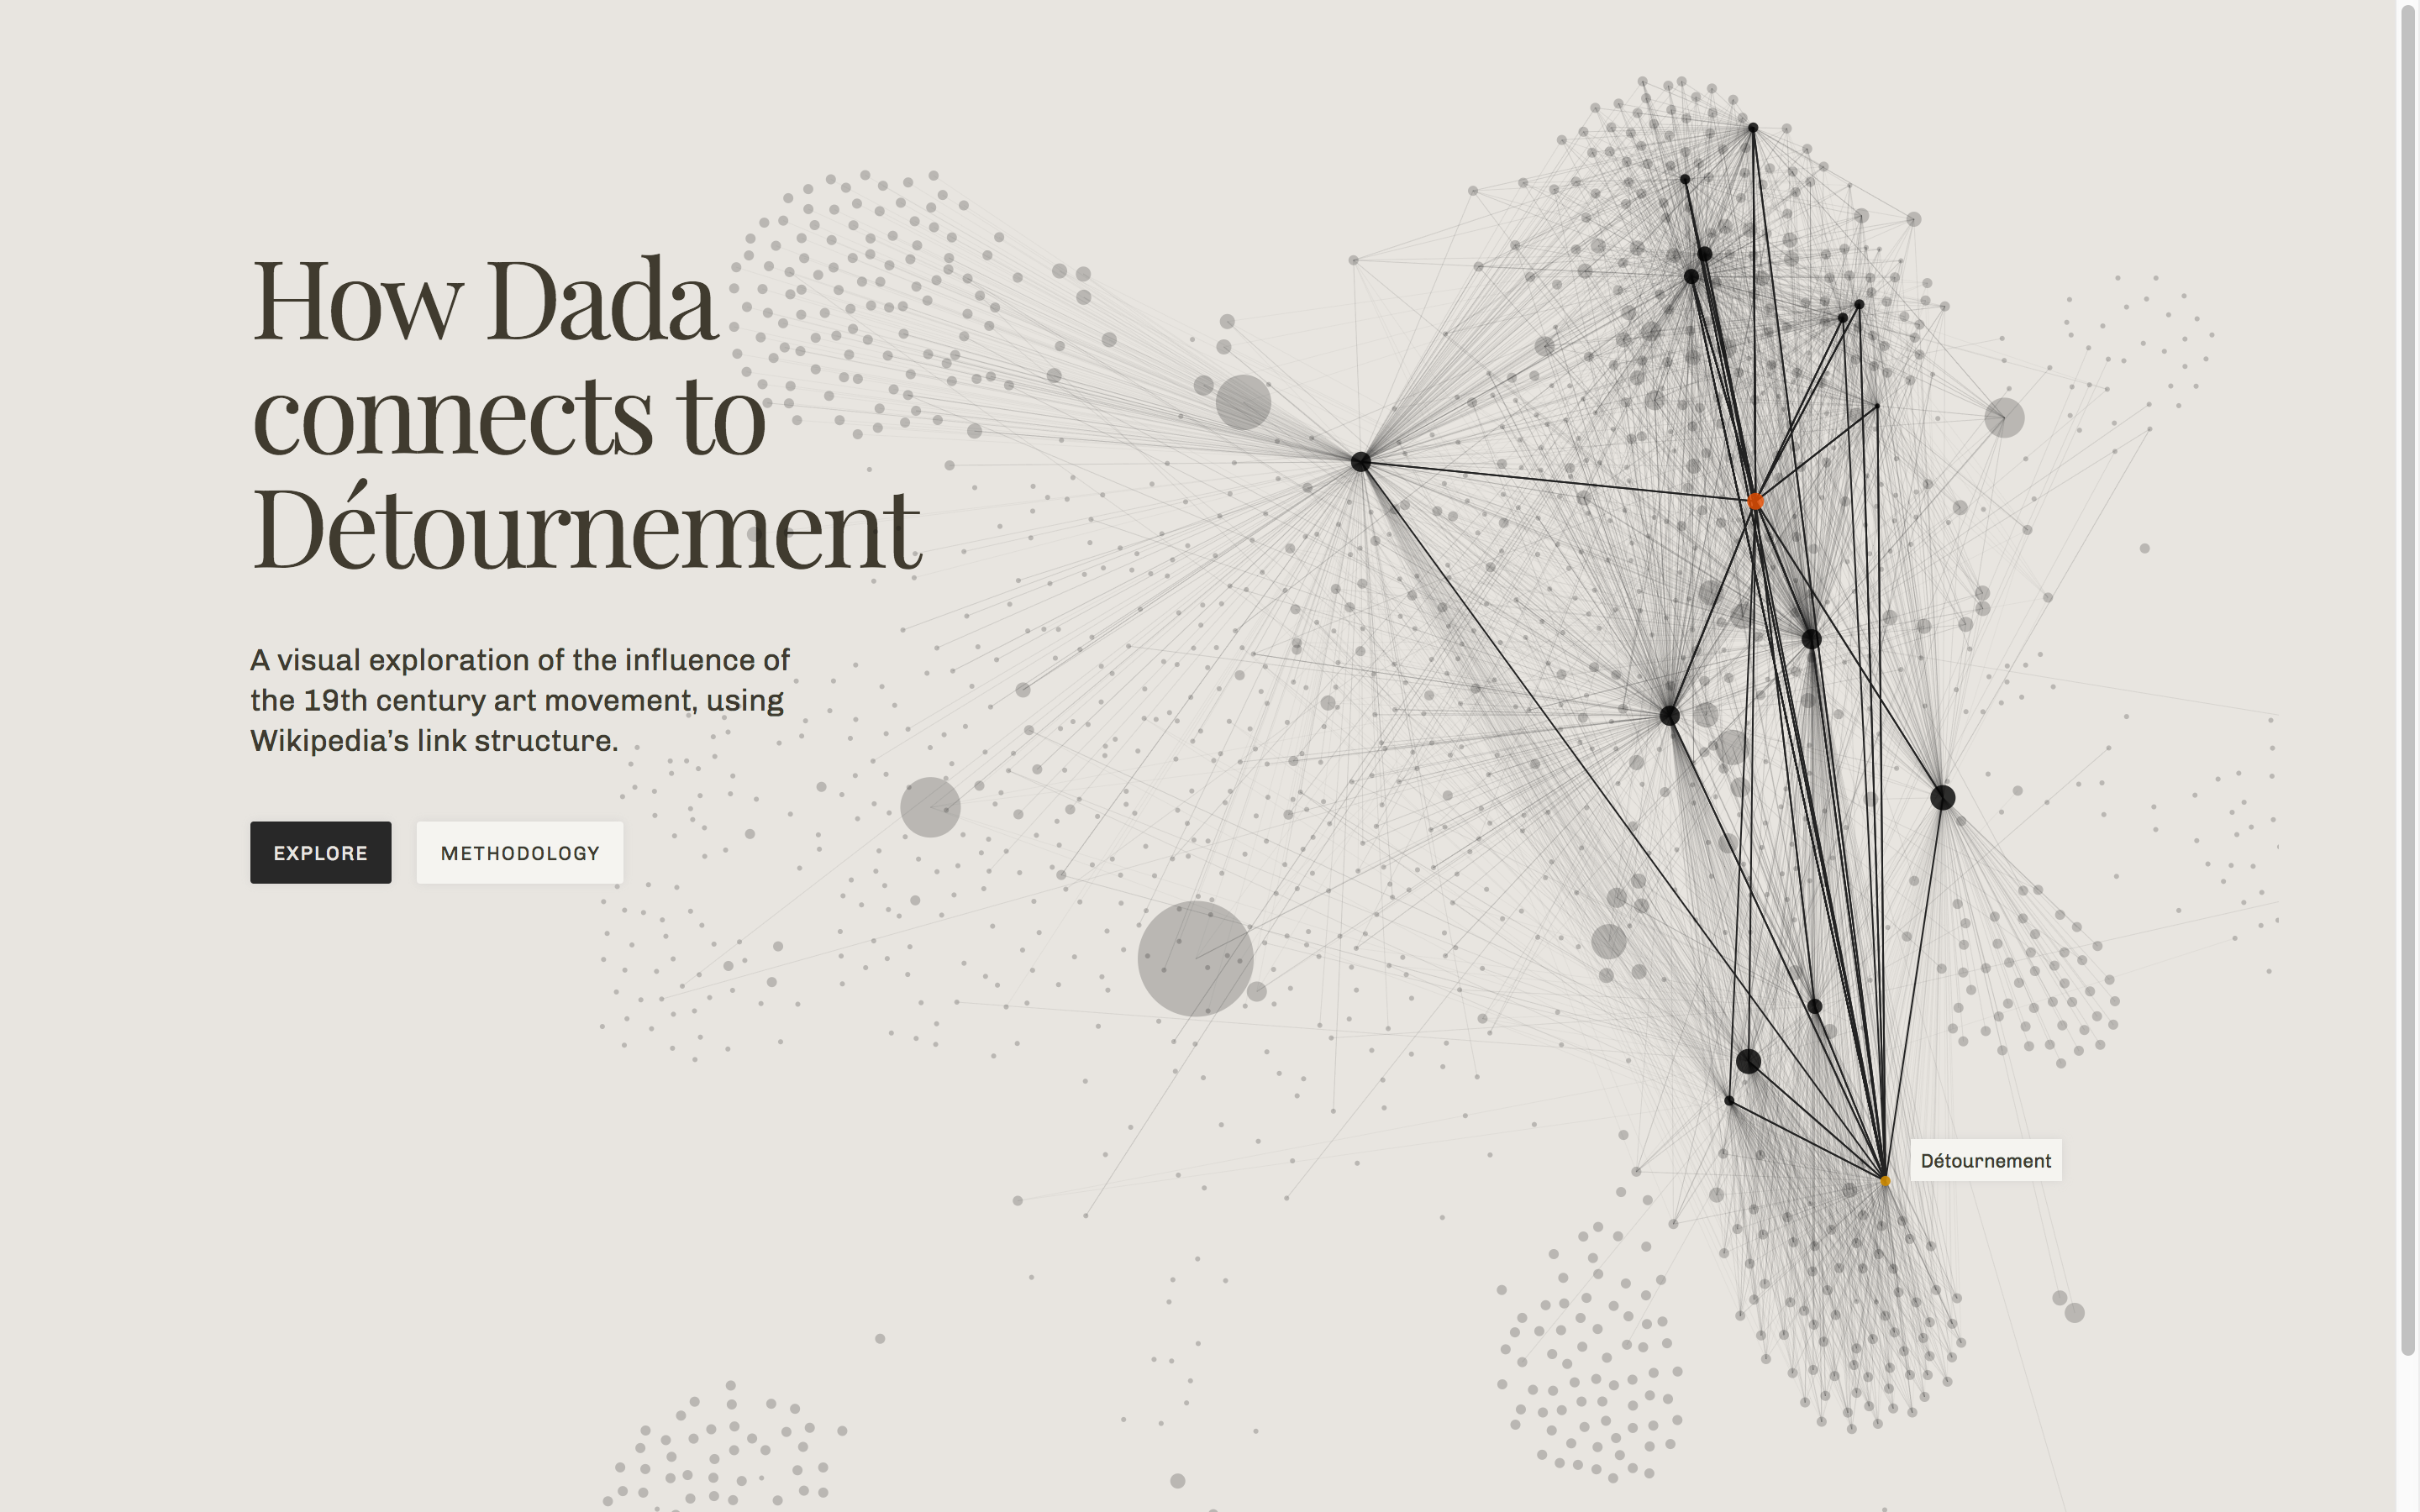 How Dada
connects to
Détournement
A visual exploration of the influence of
the 19th century art movement, using
Wikipedia’s link structure.
EXPLORE
METHODOLOGY
Détournement